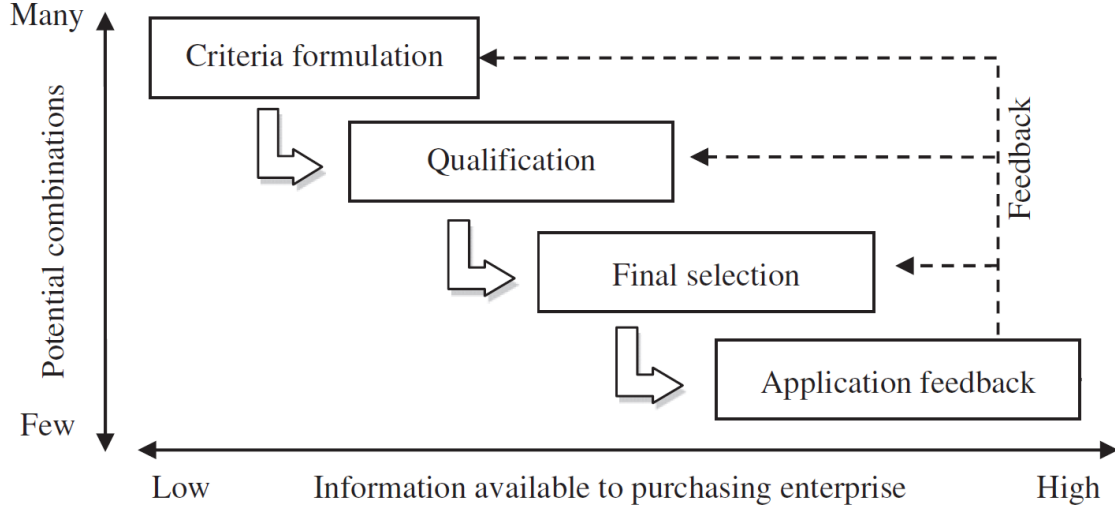 Many
Criteria formulation
Qualification
Final selection
Application feedback
Feedback
Potential combinations
Few
Low
Information available to purchasing enterprise
High